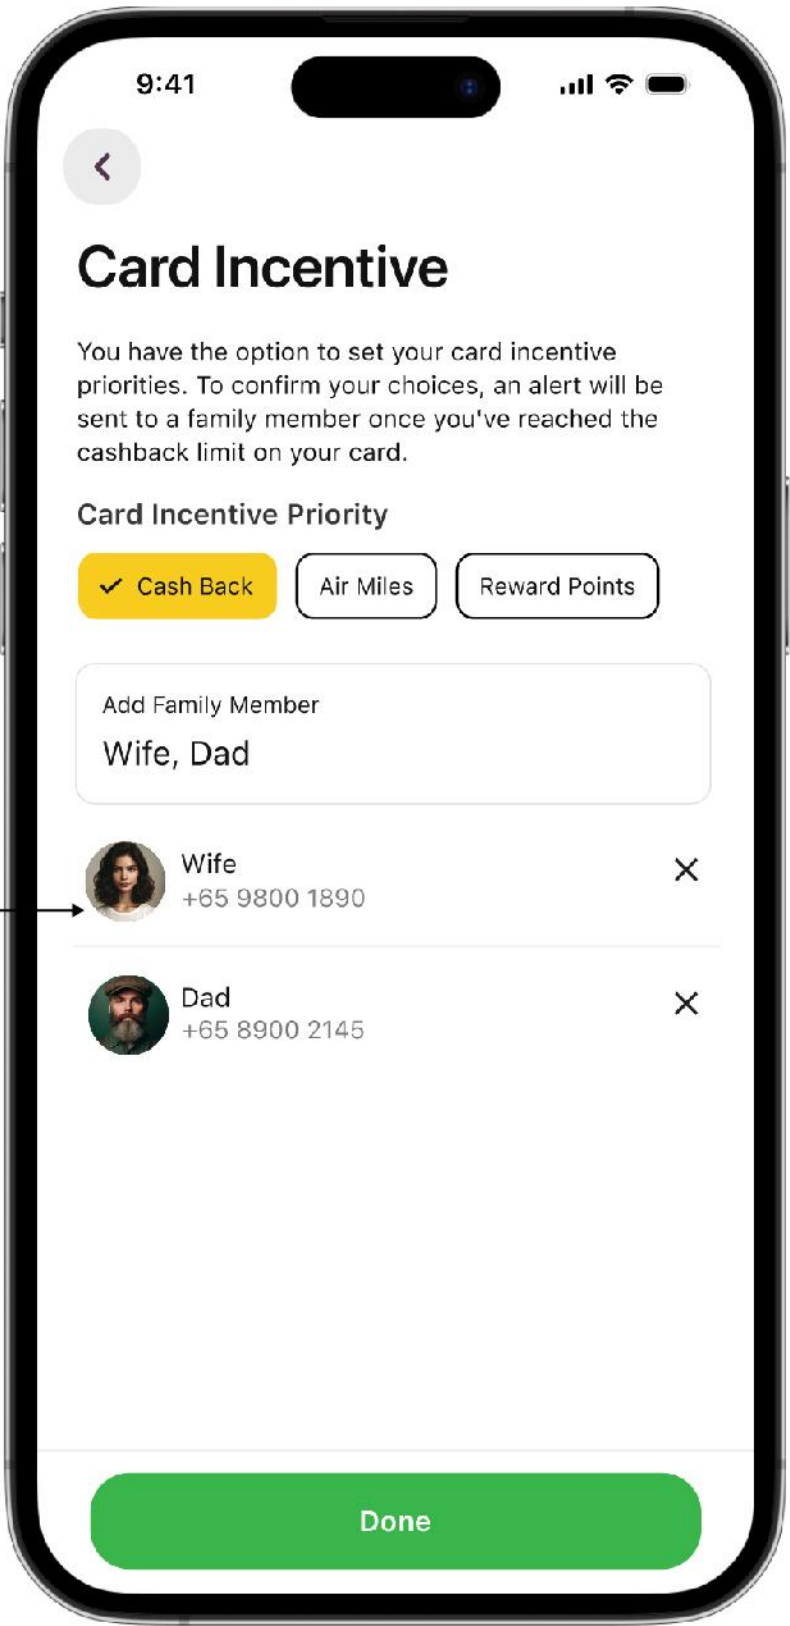 9:41
Card Incentive
You have the option to set your card incentive
priorities. To confirm your choices, an alert will be
sent to a family member once you've reached the
cashback limit on your card.
Card Incentive Priority
Cash Back
Air Miles
Reward Points
Add Family Member
Wife, Dad
Wife
+65 9800 1890
Dad
+65 8900 2145
Done